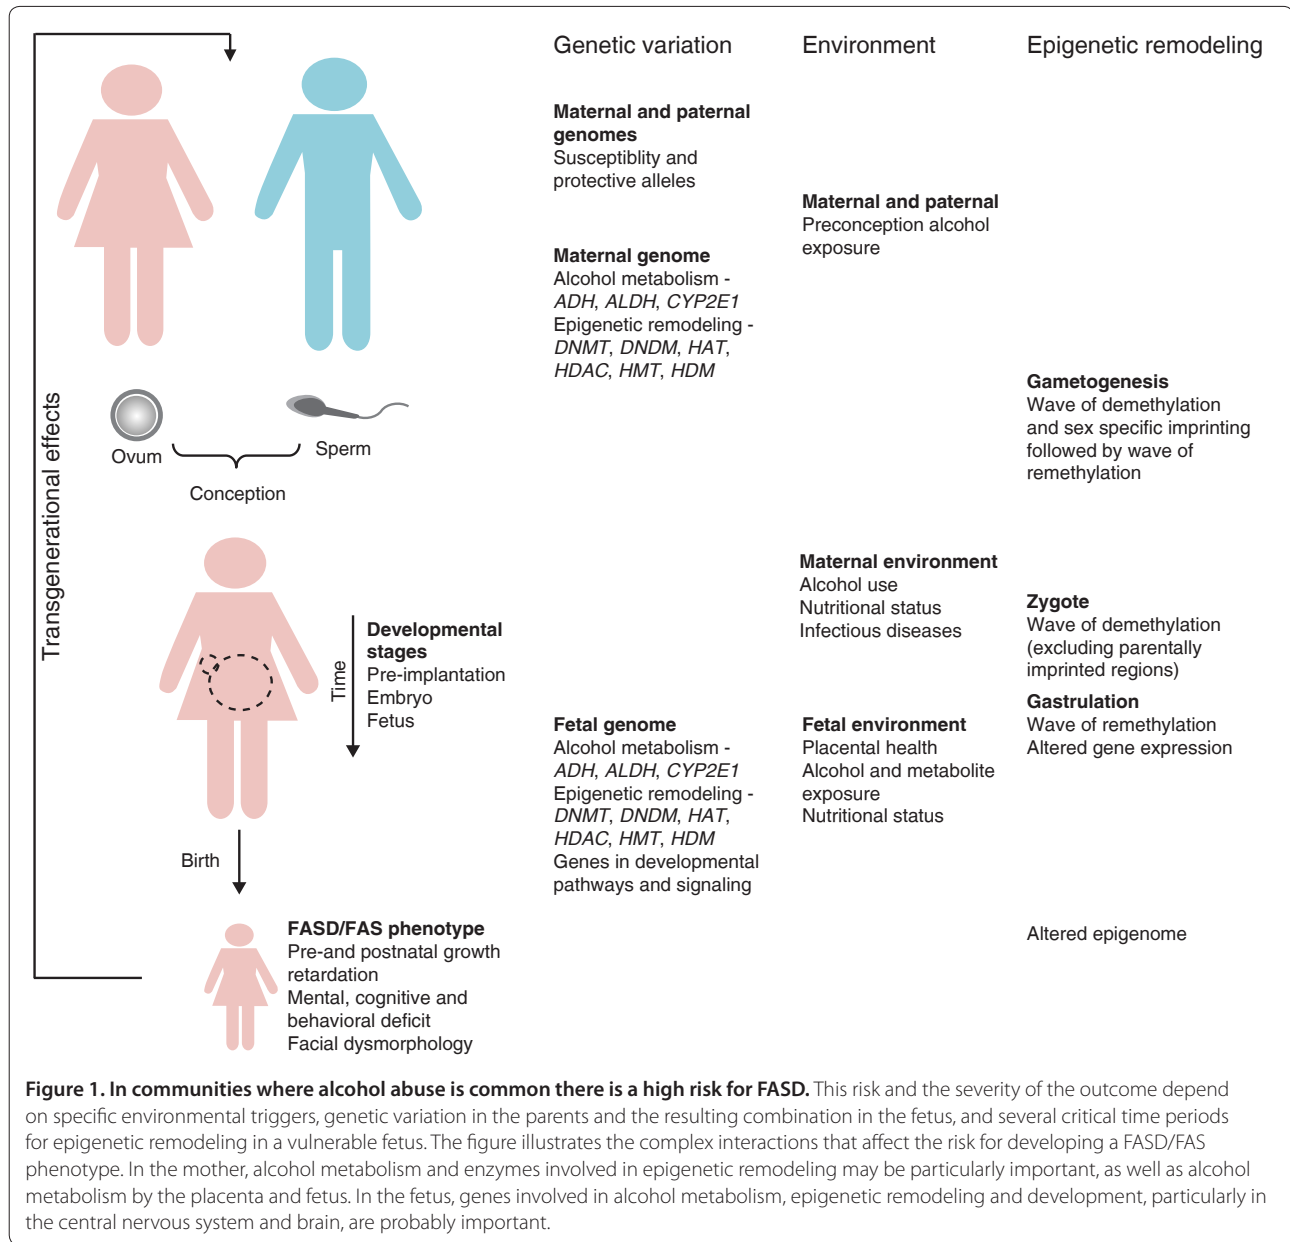 Genetic variation
Environment
Epigenetic remodeling
Maternal and paternal
genomes
Susceptiblity and
protective alleles
Maternal and paternal
Preconception alcohol
exposure
Maternal genome
Alcohol metabolism -
ADH, ALDH, CYP2E1
Epigenetic remodeling -
DNMT, DNDM, HAT,
HDAC, HMT, HDM
Gametogenesis
Wave of demethylation
and sex specific imprinting
followed by wave of
remethylation
Transgenerational effects
Ovum
Sperm
Conception
Maternal environment
Alcohol use
Nutritional status
Infectious diseases
Zygote
Wave of demethylation
(excluding parentally
imprinted regions)
Time
Developmental
stages
Pre-implantation
Embryo
Fetus
Gastrulation
Wave of remethylation
Altered gene expression
Fetal genome
Alcohol metabolism -
ADH, ALDH, CYP2E1
Epigenetic remodeling -
DNMT, DNDM, HAT,
HDAC, HMT, HDM
Genes in developmental
pathways and signaling
Fetal environment
Placental health
Alcohol and metabolite
exposure
Nutritional status
Birth
FASD/FAS phenotype
Pre-and postnatal growth
retardation
Mental, cognitive and
behavioral deficit
Facial dysmorphology
Altered epigenome
Figure 1. In communities where alcohol abuse is common there is a high risk for FASD. This risk and the severity of the outcome depend
on specific environmental triggers, genetic variation in the parents and the resulting combination in the fetus, and several critical time periods
for epigenetic remodeling in a vulnerable fetus. The figure illustrates the complex interactions that affect the risk for developing a FASD/FAS
phenotype. In the mother, alcohol metabolism and enzymes involved in epigenetic remodeling may be particularly important, as well as alcohol
metabolism by the placenta and fetus. In the fetus, genes involved in alcohol metabolism, epigenetic remodeling and development, particularly in
the central nervous system and brain, are probably important.